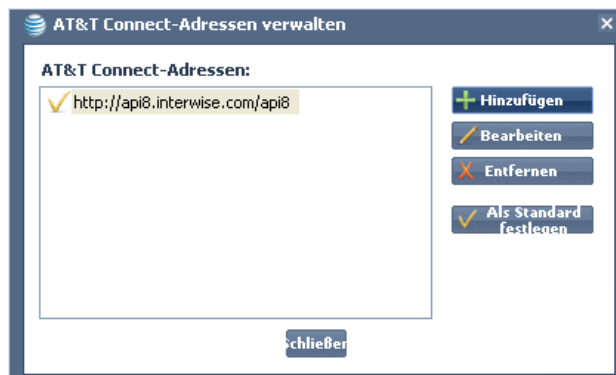 AT&T Connect-Adressen verwalten
AT&T Connect-Adressen:
http://api8.interwise.com/api8
Hinzufügen
Bearbeiten
Entfernen
Als Standard
festlegen
Schließen